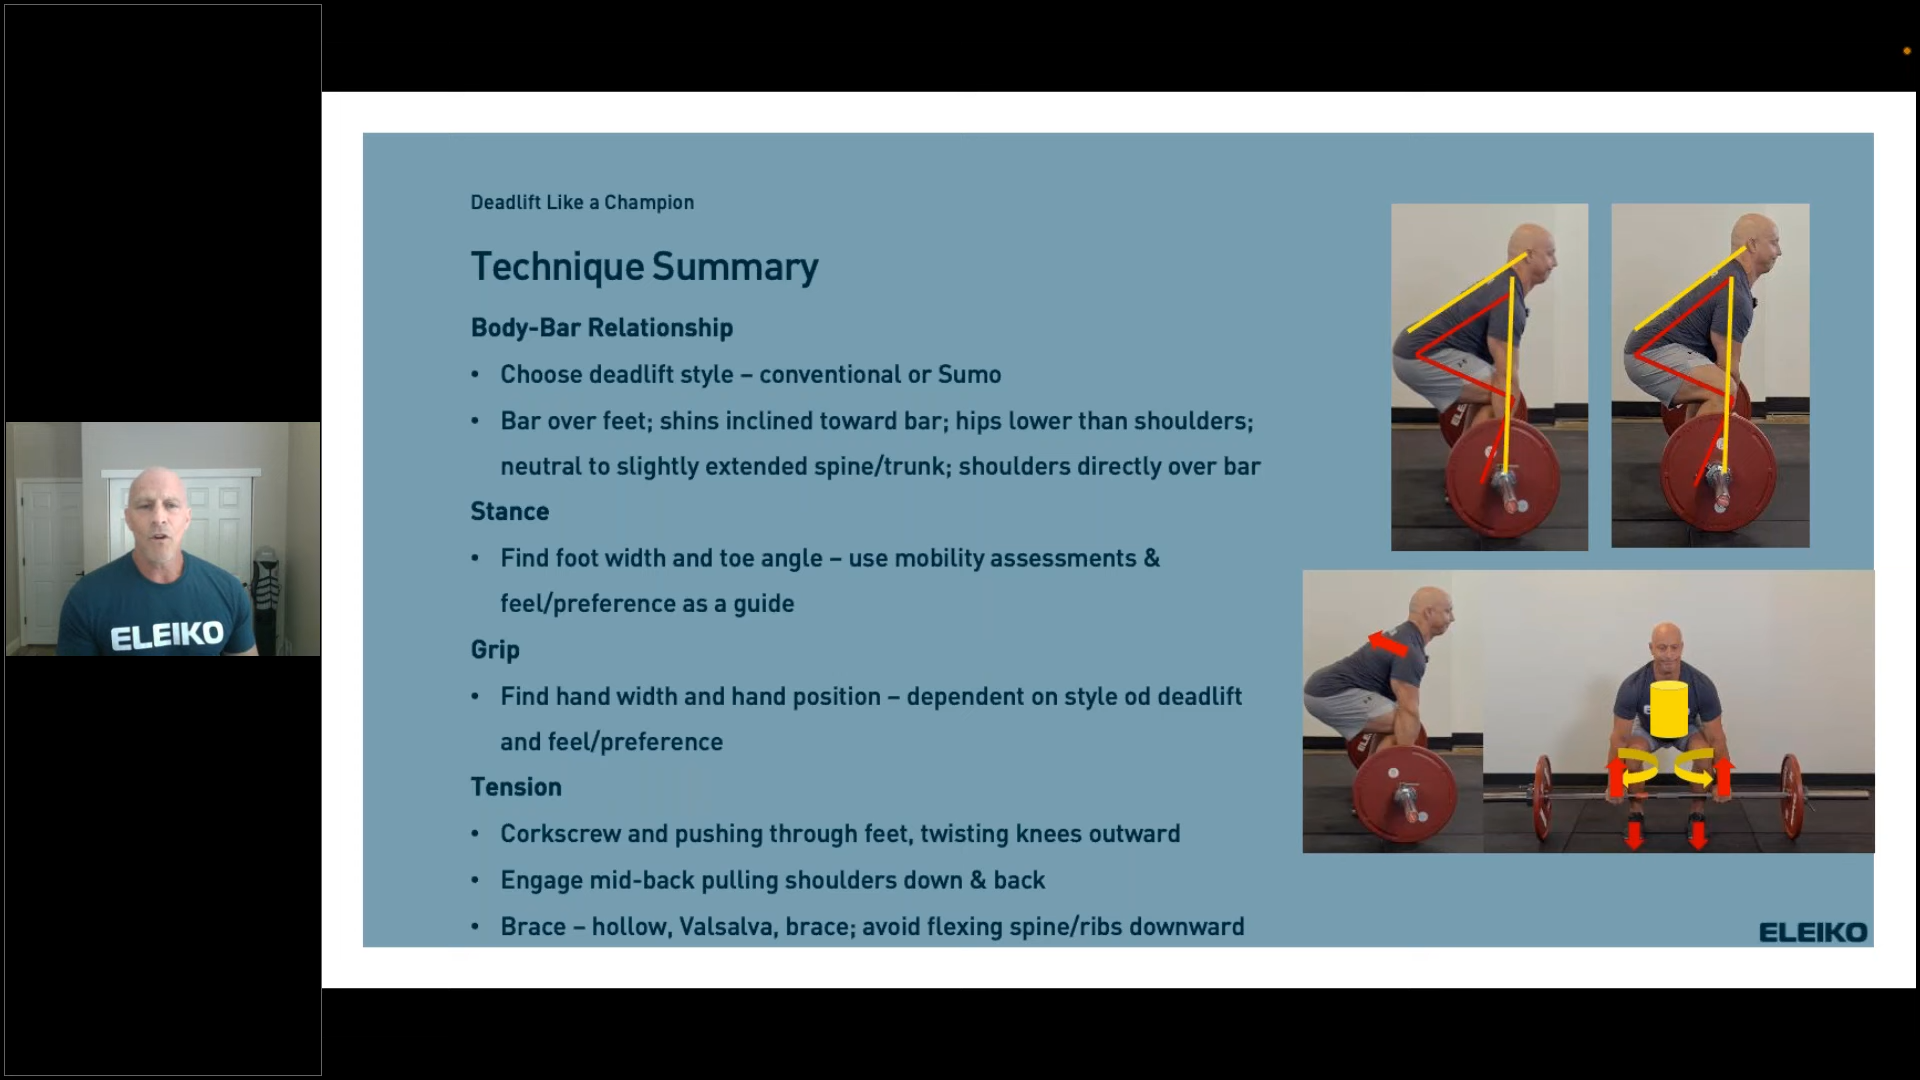 Deadlift Like a Champion
Technique Summary
Body-Bar Relationship
• Choose deadlift style – conventional or Sumo
• Bar over feet; shins inclined toward bar; hips lower than shoulders;
neutral to slightly extended spine/trunk; shoulders directly over bar
Stance
• Find foot width and toe angle – use mobility assessments &
feel/preference as a guide
Grip
• Find hand width and hand position – dependent on style od deadlift
and feel/preference
Tension
• Corkscrew and pushing through feet, twisting knees outward
• Engage mid-back pulling shoulders down & back
• Brace – hollow, Valsalva, brace; avoid flexing spine/ribs downward
ELEIKO
ELEIKO